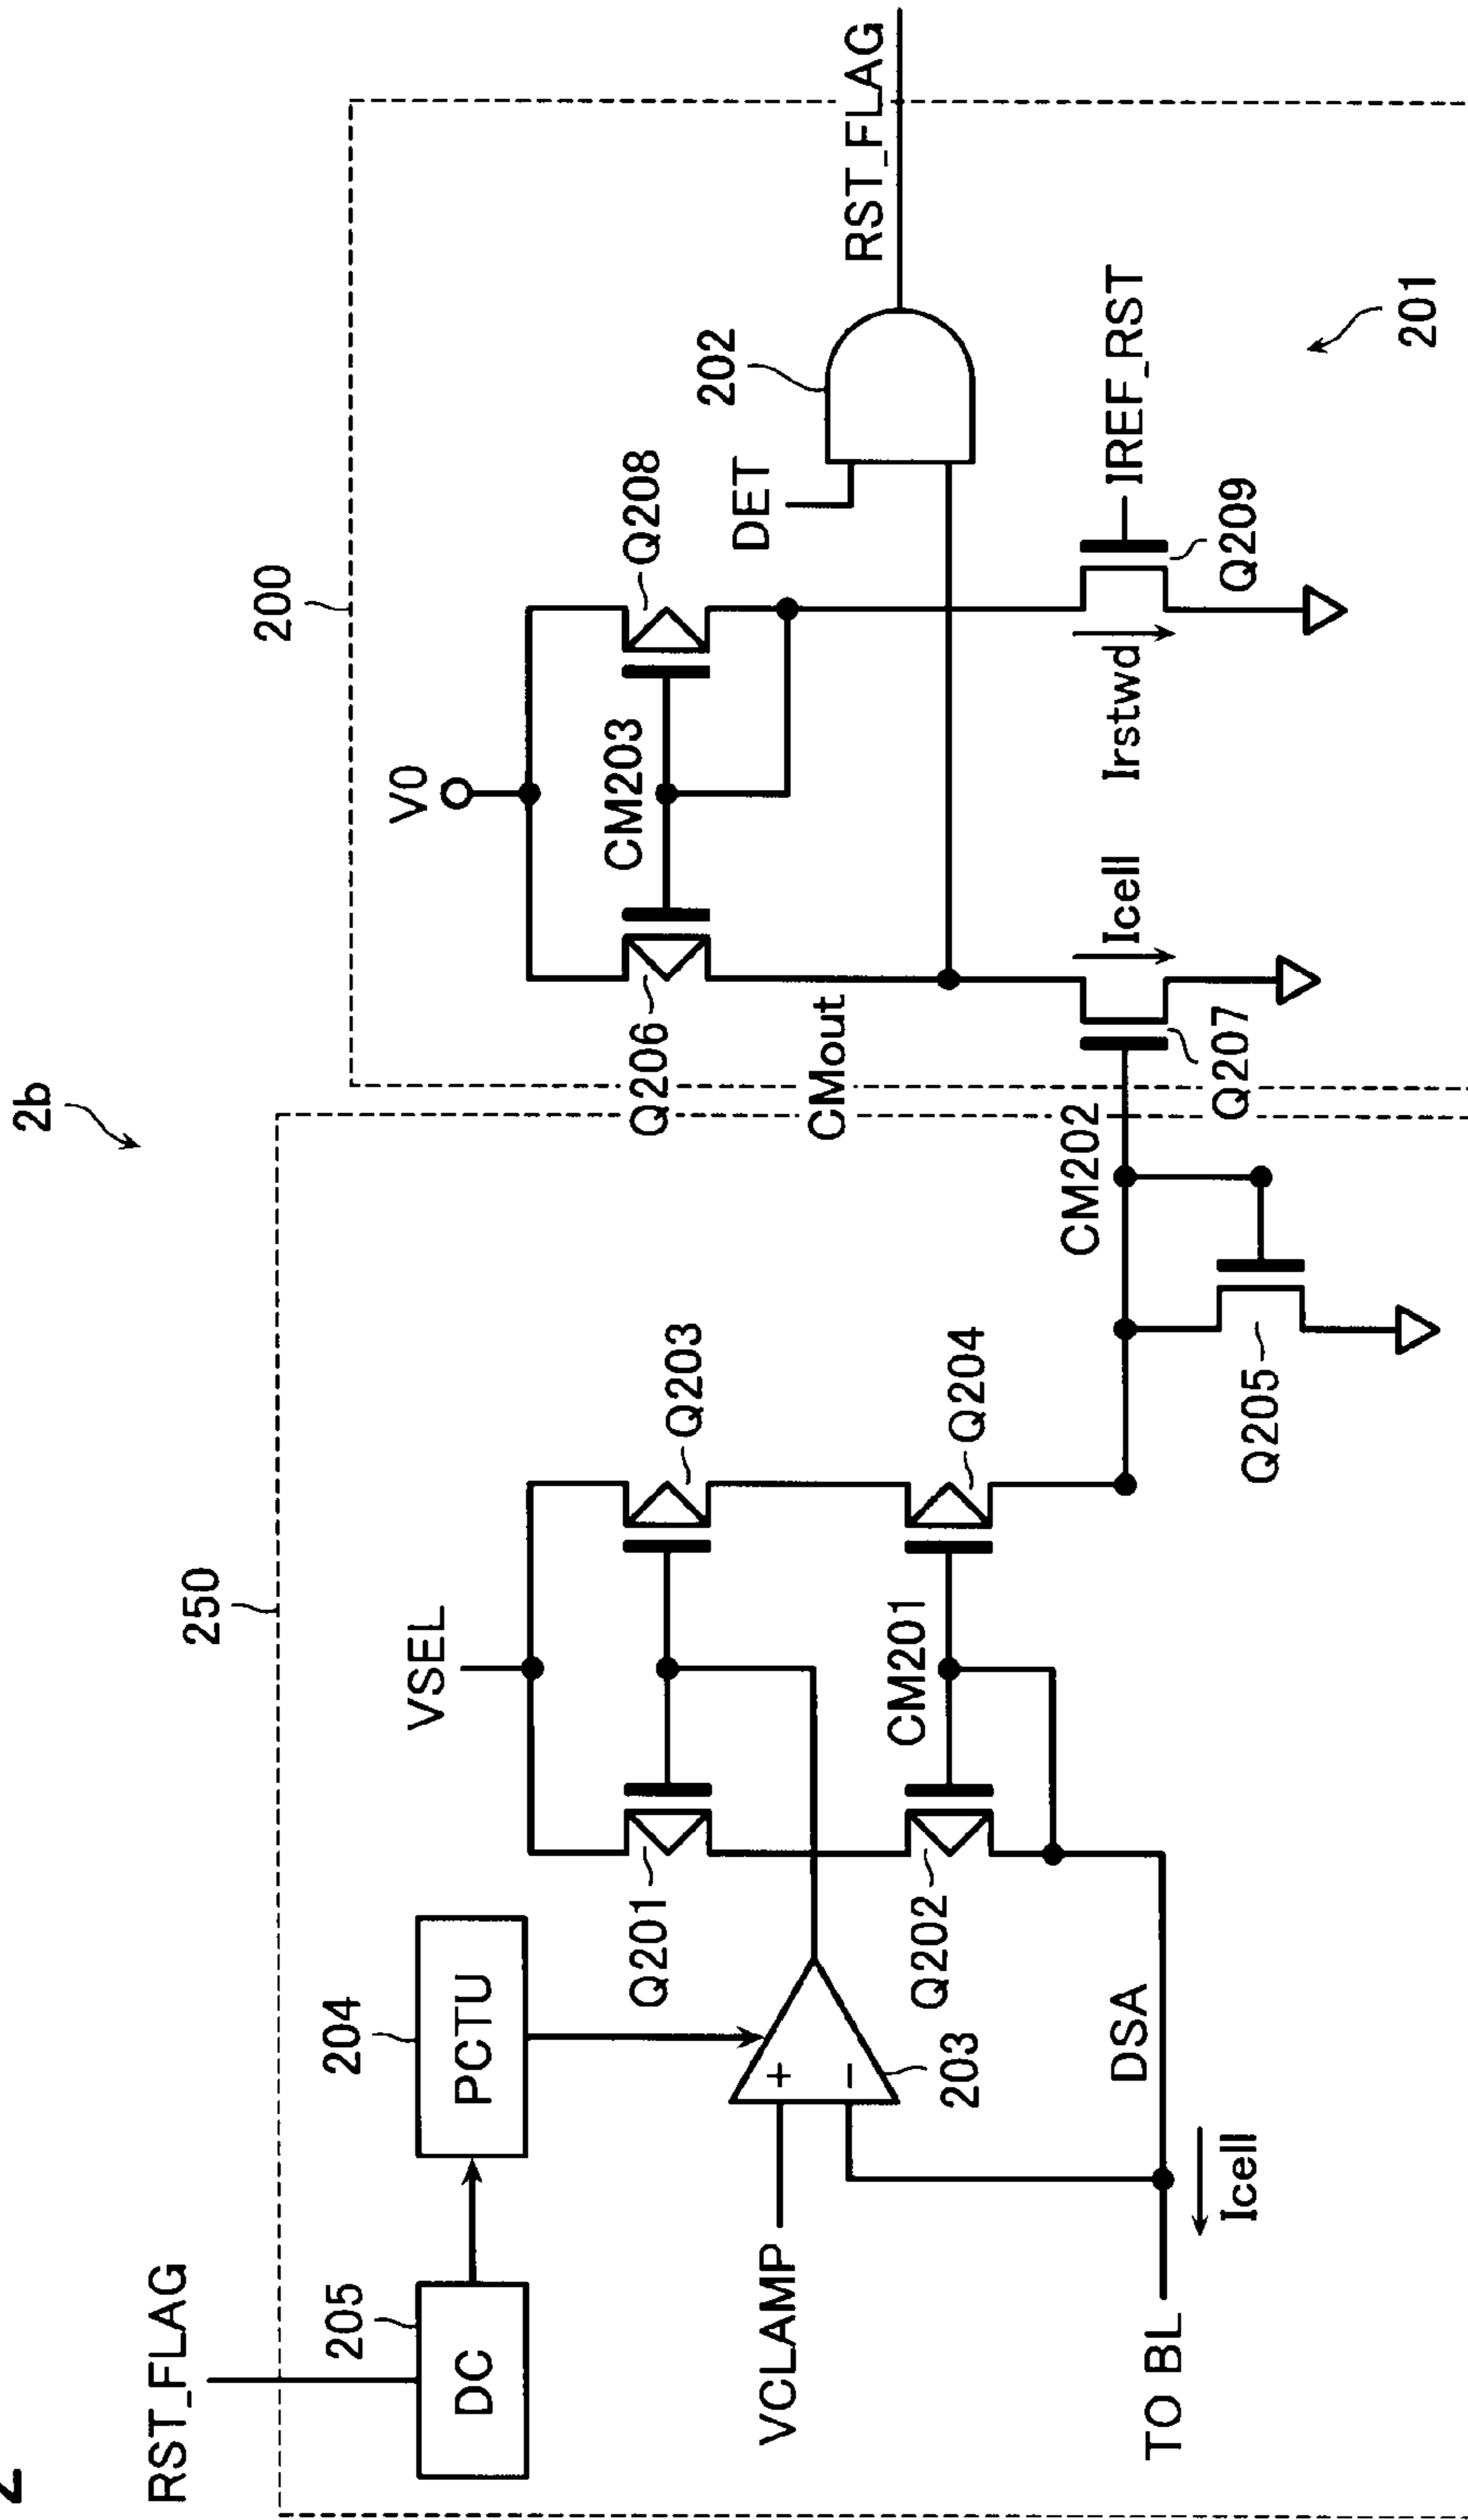 2
2b
RST_FLAG
250
205
DC
204
PCTU
VSEL
Q201
Q203
VCLAMP
+
-
203
Q202
CM201
Q204
DSA
Icell
TO BL
Q205
CM202
200
V0
Q206
CM203
Q208
CMout
DET
202
RST_FLAG
Icell
Irstwd
IREF_RST
Q207
Q209
201